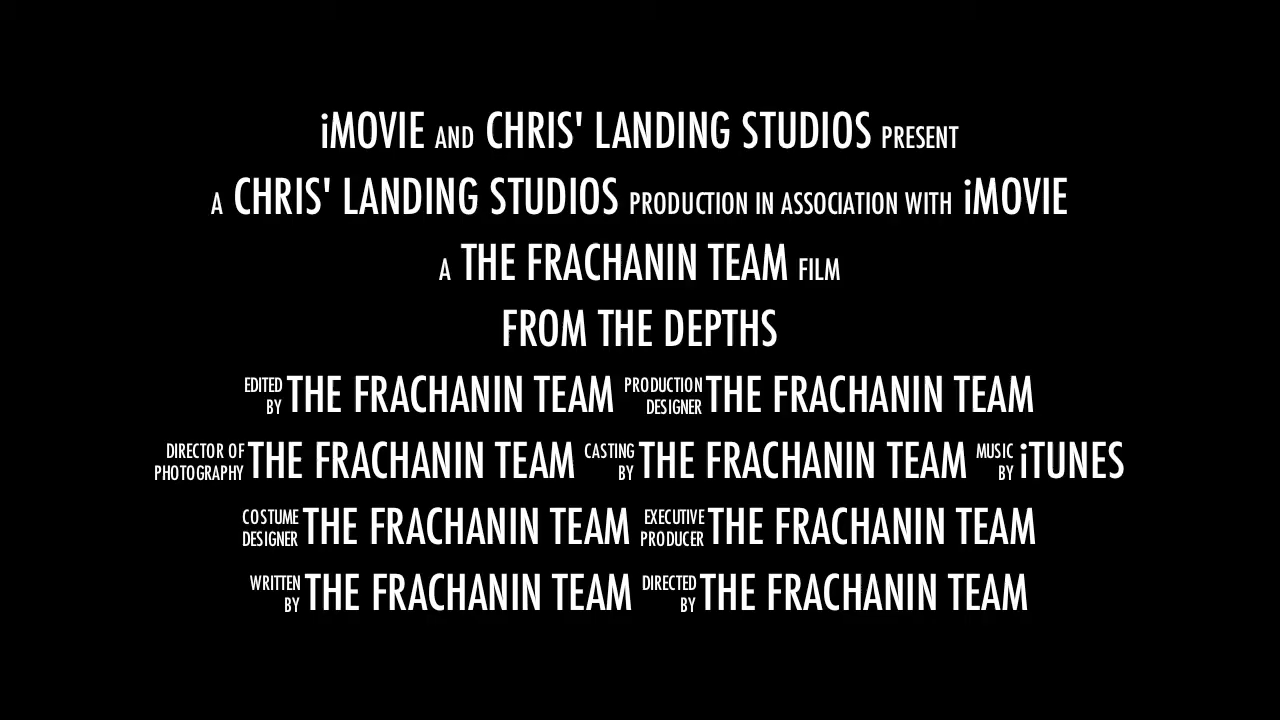 iMOVIE AND CHRIS' LANDING STUDIOS PRESENT
A CHRIS' LANDING STUDIOS PRODUCTION IN ASSOCIATION WITH iMOVIE
A THE FRACHANIN TEAM FILM
FROM THE DEPTHS
EDITED BY THE FRACHANIN TEAM PRODUCTION DESIGNER THE FRACHANIN TEAM
DIRECTOR OF PHOTOGRAPHY THE FRACHANIN TEAM CASTING BY THE FRACHANIN TEAM MUSIC BY iTUNES
COSTUME DESIGNER THE FRACHANIN TEAM EXECUTIVE PRODUCER THE FRACHANIN TEAM
WRITTEN BY THE FRACHANIN TEAM DIRECTED BY THE FRACHANIN TEAM